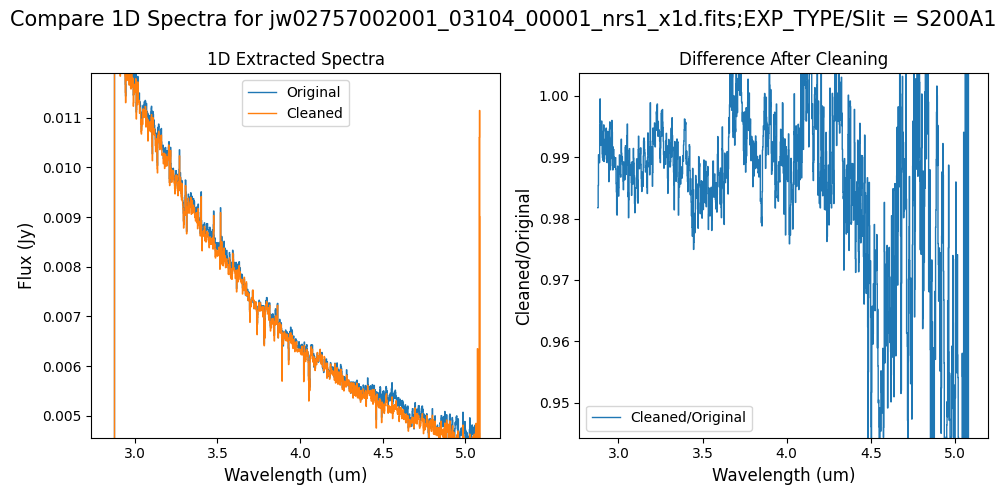 Compare 1D Spectra for jw02757002001_03104_00001_nrs1_x1d.fits;EXP_TYPE/Slit = S200A1
1D Extracted Spectra
Original
Cleaned
0.011
0.010
0.009
0.008
0.007
0.006
0.005
Flux (Jy)
3.0 3.5 4.0 4.5 5.0
Wavelength (um)
Difference After Cleaning
1.00
0.99
0.98
0.97
0.96
0.95
Cleaned/Original
Cleaned/Original
3.0 3.5 4.0 4.5 5.0
Wavelength (um)